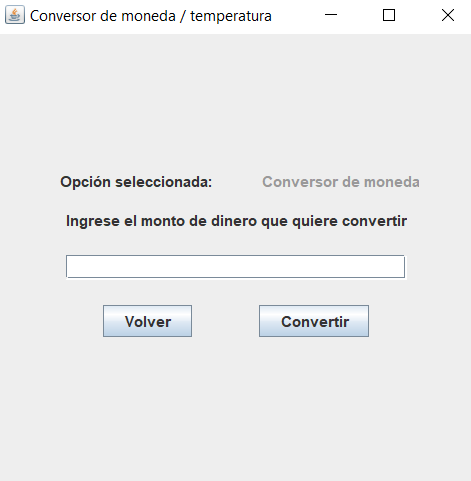 Conversor de moneda / temperatura
Opción seleccionada: Conversor de moneda
Ingrese el monto de dinero que quiere convertir
Volver Convertir